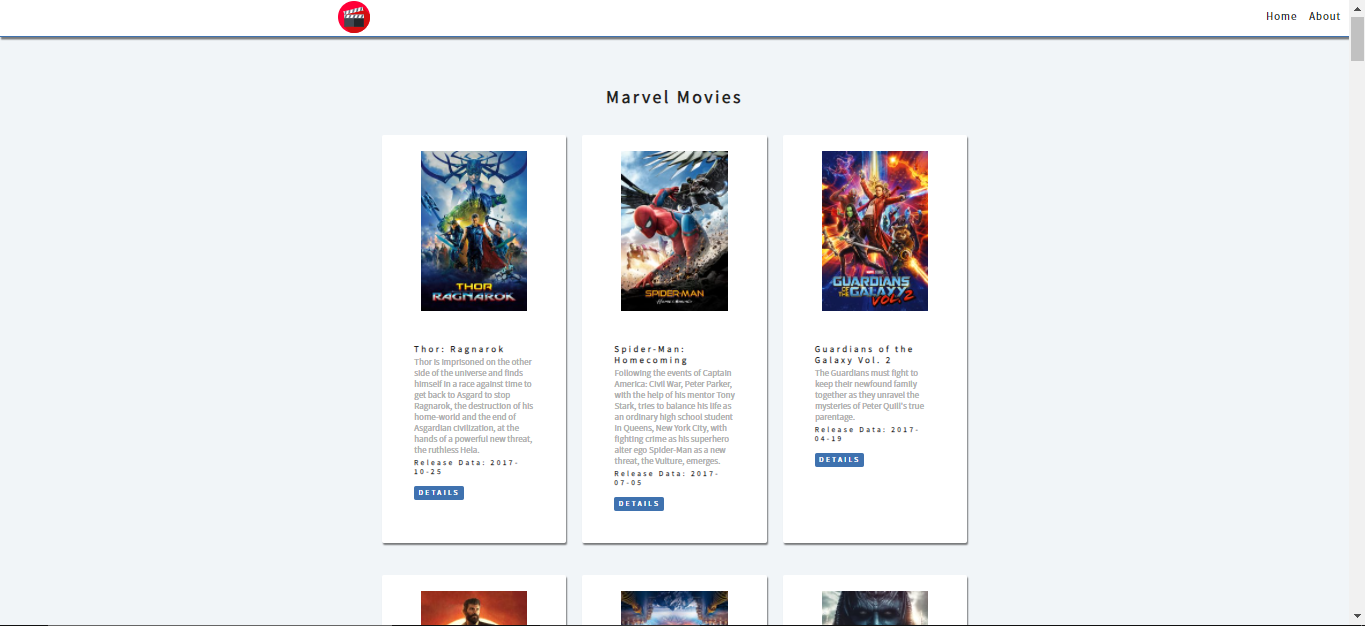 Home About
Marvel Movies
THOR
RAGNAROK
SPIDER-MAN
HOMECOMING
MARVEL STUDIOS
GUARDIANS
OF THE GALAXY
VOL. 2
Thor: Ragnarok
Thor is imprisoned on the other
side of the universe and finds
himself in a race against time to
get back to Asgard to stop
Ragnarok, the destruction of his
home-world and the end of
Asgardian civilization, at the
hands of a powerful new threat,
the ruthless Hela.
Release Data: 2017-
10-25
DETAILS
Spider-Man:
Homecoming
Following the events of Captain
America: Civil War, Peter Parker,
with the help of his mentor Tony
Stark, tries to balance his life as
an ordinary high school student
in Queens, New York City, with
fighting crime as his superhero
alter ego Spider-Man as a new
threat, the Vulture, emerges.
Release Data: 2017-
07-05
DETAILS
Guardians of the
Galaxy Vol. 2
The Guardians must fight to
keep their newfound family
together as they unravel the
mysteries of Peter Quill's true
parentage.
Release Data: 2017-
04-19
DETAILS